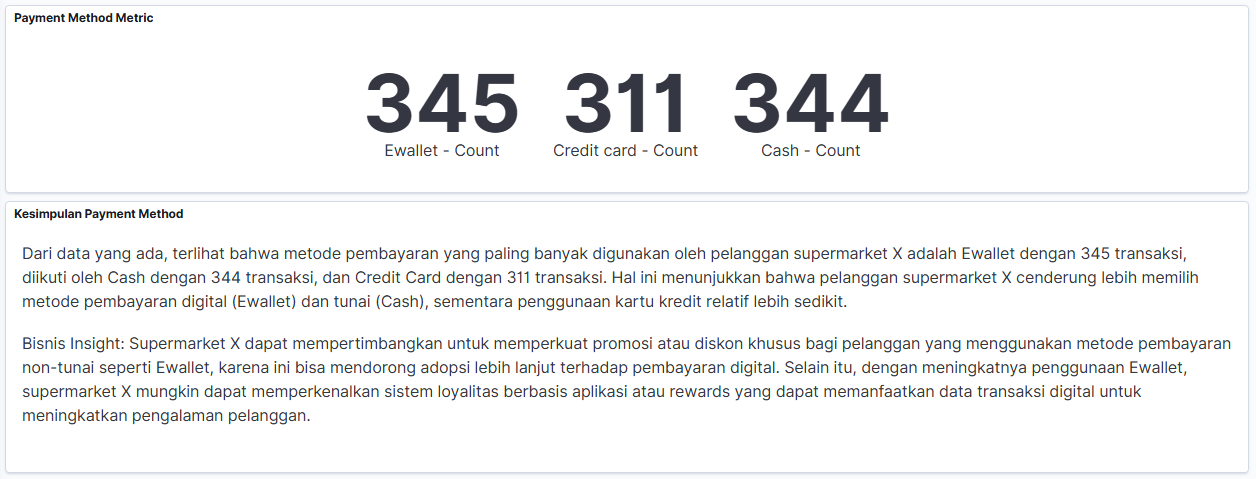 Payment Method Metric
345 311 344
Ewallet - Count Credit card - Count Cash - Count
Kesimpulan Payment Method
Dari data yang ada, terlihat bahwa metode pembayaran yang paling banyak digunakan oleh pelanggan supermarket X adalah Ewallet dengan 345 transaksi,
diikuti oleh Cash dengan 344 transaksi, dan Credit Card dengan 311 transaksi. Hal ini menunjukkan bahwa pelanggan supermarket X cenderung lebih memilih
metode pembayaran digital (Ewallet) dan tunai (Cash), sementara penggunaan kartu kredit relatif lebih sedikit.
Bisnis Insight: Supermarket X dapat mempertimbangkan untuk memperkuat promosi atau diskon khusus bagi pelanggan yang menggunakan metode pembayaran
non-tunai seperti Ewallet, karena ini bisa mendorong adopsi lebih lanjut terhadap pembayaran digital. Selain itu, dengan meningkatnya penggunaan Ewallet,
supermarket X mungkin dapat memperkenalkan sistem loyalitas berbasis aplikasi atau rewards yang dapat memanfaatkan data transaksi digital untuk
meningkatkan pengalaman pelanggan.